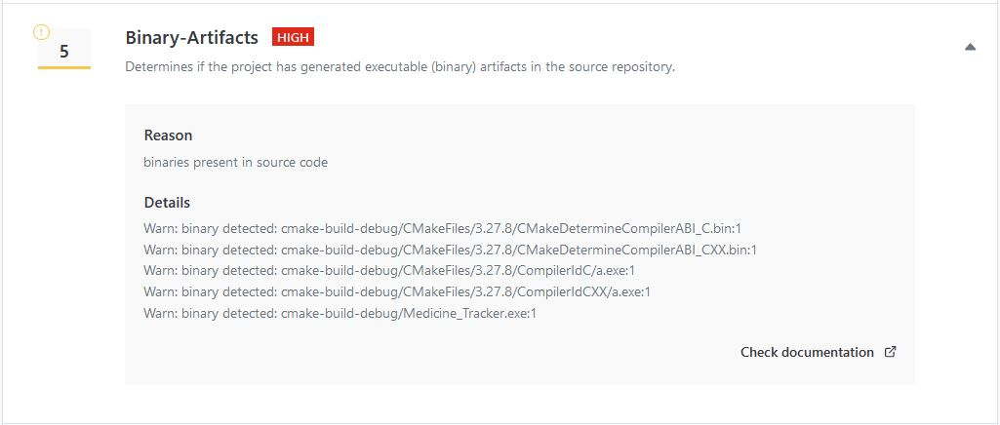 !
5
Binary-Artifacts HIGH
Determines if the project has generated executable (binary) artifacts in the source repository.
Reason
binaries present in source code
Details
Warn: binary detected: cmake-build-debug/CMakeFiles/3.27.8/CMakeDetermineCompilerABI_C.bin:1
Warn: binary detected: cmake-build-debug/CMakeFiles/3.27.8/CMakeDetermineCompilerABI_CXX.bin:1
Warn: binary detected: cmake-build-debug/CMakeFiles/3.27.8/CompilerIdC/a.exe:1
Warn: binary detected: cmake-build-debug/CMakeFiles/3.27.8/CompilerIdCXX/a.exe:1
Warn: binary detected: cmake-build-debug/Medicine_Tracker.exe:1
Check documentation